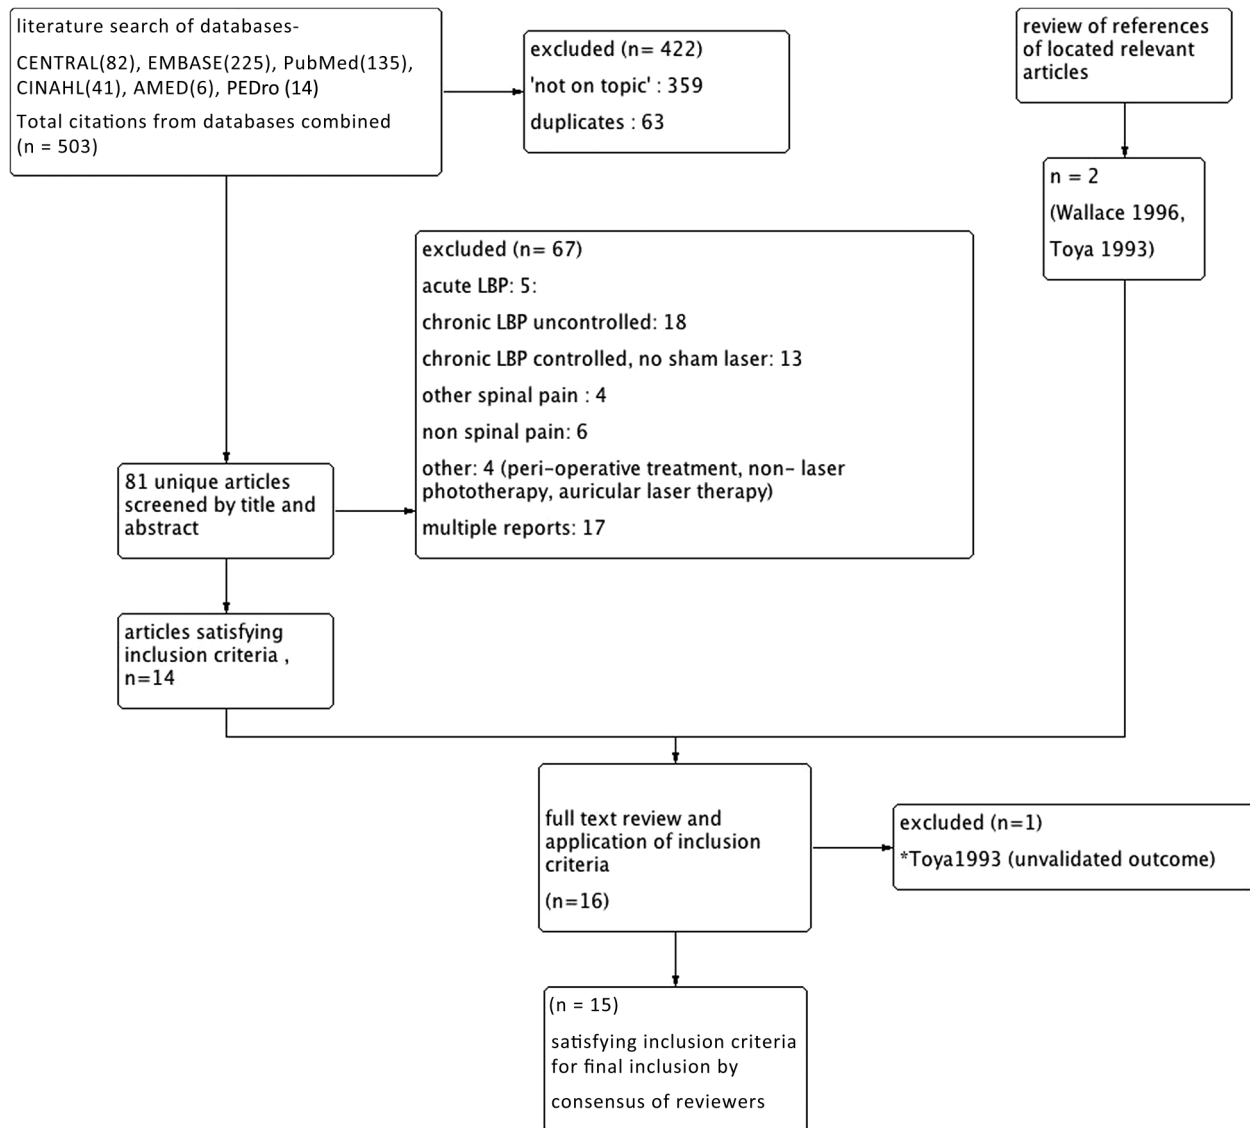 literature search of databases-
CENTRAL(82), EMBASE(225), PubMed(135),
CINAHL(41), AMED(6), PEDro (14)
Total citations from databases combined
(n = 503)
excluded (n= 422)
'not on topic' : 359
duplicates : 63
review of references
of located relevant
articles
n = 2
(Wallace 1996,
Toya 1993)
excluded (n= 67)
acute LBP: 5:
chronic LBP uncontrolled: 18
chronic LBP controlled, no sham laser: 13
other spinal pain : 4
non spinal pain: 6
other: 4 (peri-operative treatment, non- laser
phototherapy, auricular laser therapy)
multiple reports: 17
81 unique articles
screened by title and
abstract
articles satisfying
inclusion criteria ,
n=14
full text review and
application of inclusion
criteria
(n=16)
excluded (n=1)
*Toya1993 (unvalidated outcome)
(n = 15)
satisfying inclusion criteria
for final inclusion by
consensus of reviewers